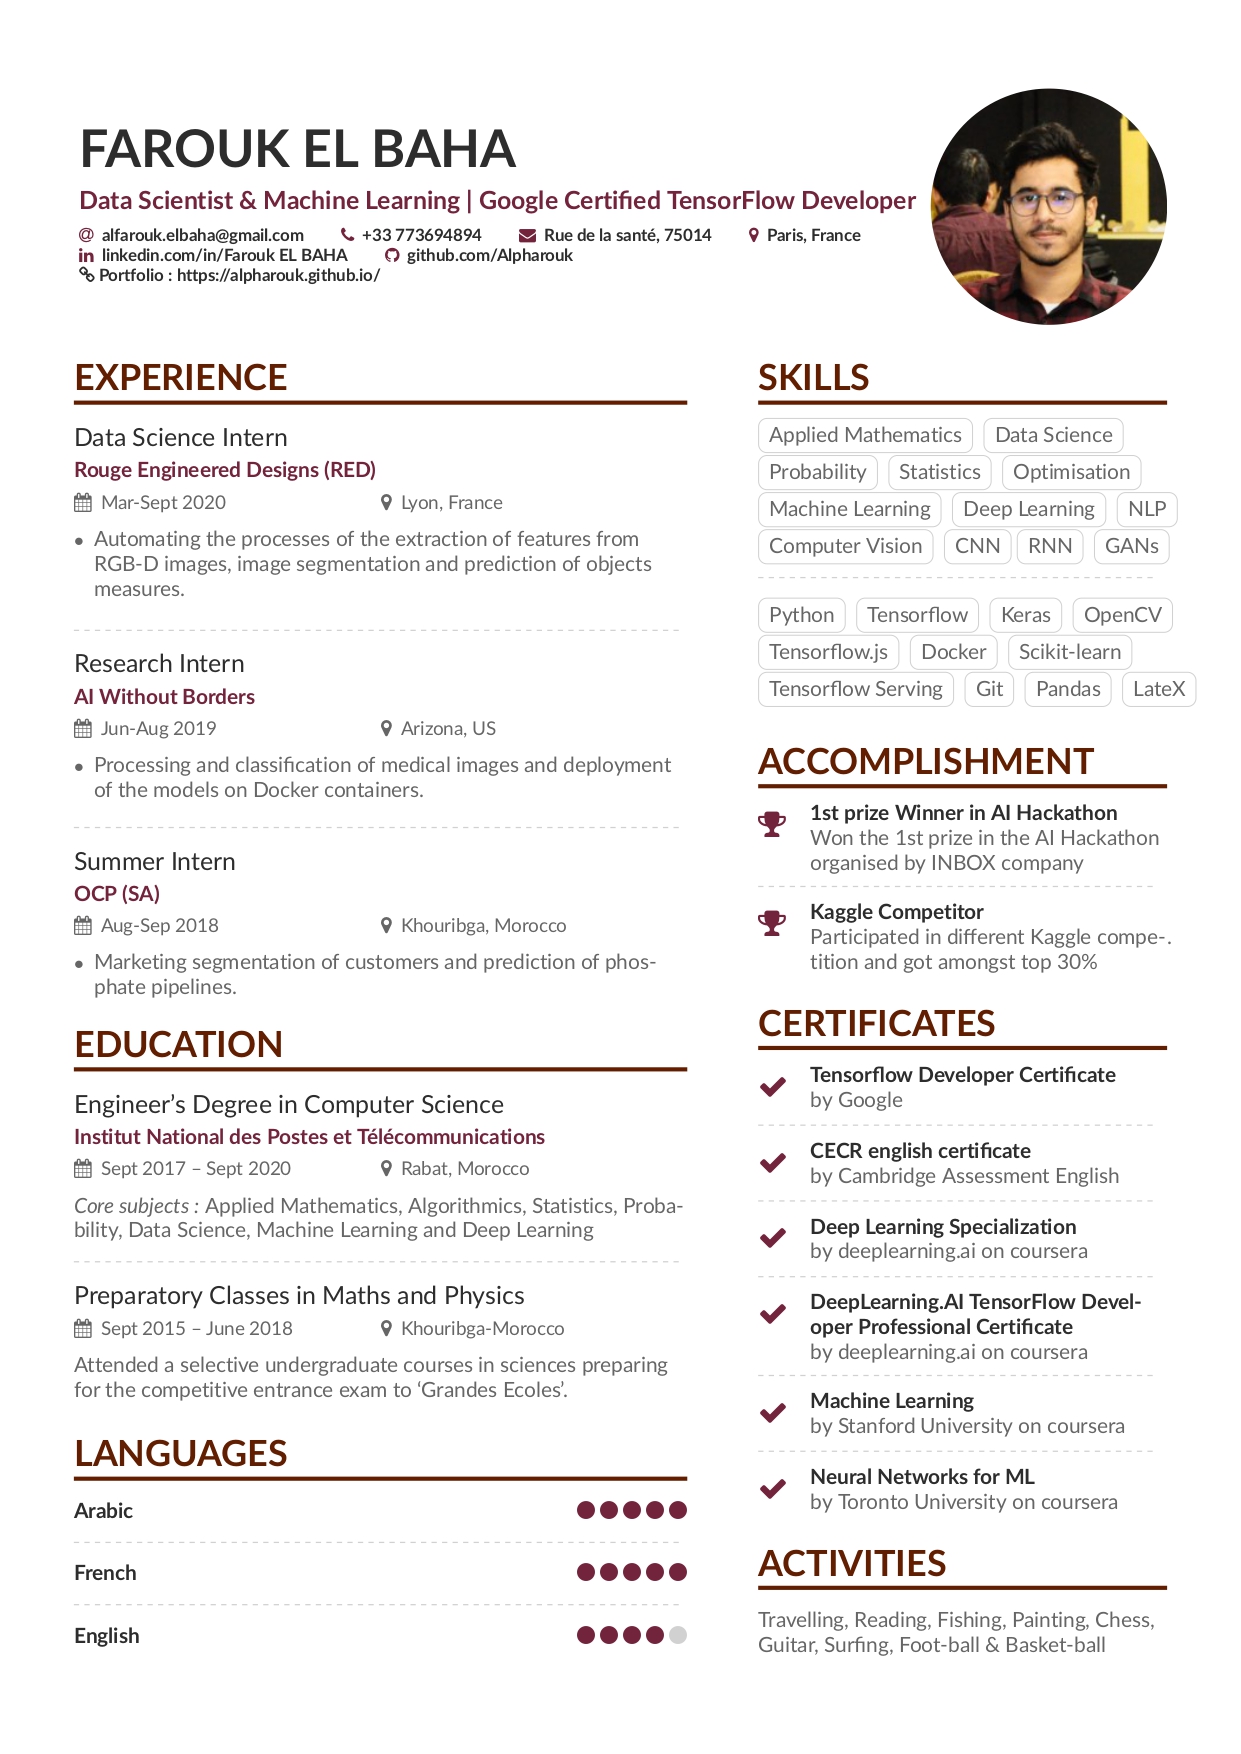 FAROUK EL BAHA
Data Scientist & Machine Learning | Google Certified TensorFlow Developer
@ alfarouk.elbaha@gmail.com +33 773694894 Rue de la santé, 75014 Paris, France
in linkedin.com/in/Farouk EL BAHA github.com/Alpharouk
Portfolio : https://alpharouk.github.io/
EXPERIENCE
Data Science Intern
Rouge Engineered Designs (RED)
Mar-Sept 2020 Lyon, France
• Automating the processes of the extraction of features from
RGB-D images, image segmentation and prediction of objects
measures.
Research Intern
AI Without Borders
Jun-Aug 2019 Arizona, US
• Processing and classification of medical images and deployment
of the models on Docker containers.
Summer Intern
OCP (SA)
Aug-Sep 2018 Khouribga, Morocco
• Marketing segmentation of customers and prediction of phos-
phate pipelines.
EDUCATION
Engineer’s Degree in Computer Science
Institut National des Postes et Télécommunications
Sept 2017 – Sept 2020 Rabat, Morocco
Core subjects : Applied Mathematics, Algorithmics, Statistics, Proba-
bility, Data Science, Machine Learning and Deep Learning
Preparatory Classes in Maths and Physics
Sept 2015 – June 2018 Khouribga-Morocco
Attended a selective undergraduate courses in sciences preparing
for the competitive entrance exam to ‘Grandes Ecoles’.
LANGUAGES
Arabic
French
English
SKILLS
Applied Mathematics Data Science
Probability Statistics Optimisation
Machine Learning Deep Learning NLP
Computer Vision CNN RNN GANs
Python Tensorflow Keras OpenCV
Tensorflow.js Docker Scikit-learn
Tensorflow Serving Git Pandas LateX
ACCOMPLISHMENT
1st prize Winner in AI Hackathon
Won the 1st prize in the AI Hackathon
organised by INBOX company
Kaggle Competitor
Participated in different Kaggle compe-.
tition and got amongst top 30%
CERTIFICATES
Tensorflow Developer Certificate
by Google
CECR english certificate
by Cambridge Assessment English
Deep Learning Specialization
by deeplearning.ai on coursera
DeepLearning.AI TensorFlow Devel-
oper Professional Certificate
by deeplearning.ai on coursera
Machine Learning
by Stanford University on coursera
Neural Networks for ML
by Toronto University on coursera
ACTIVITIES
Travelling, Reading, Fishing, Painting, Chess,
Guitar, Surfing, Foot-ball & Basket-ball